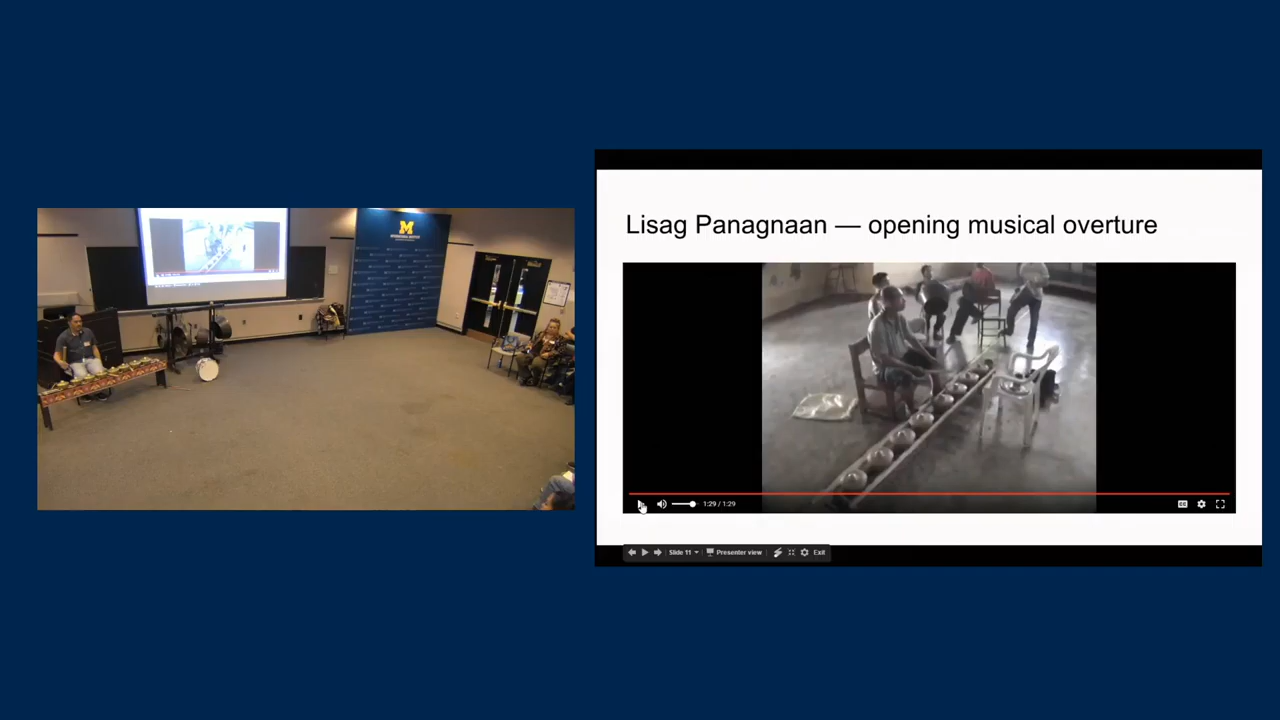 M
Lisag Panagnaan — opening musical overture
1:29 / 1:29
Slide 11
Presenter view
Exit